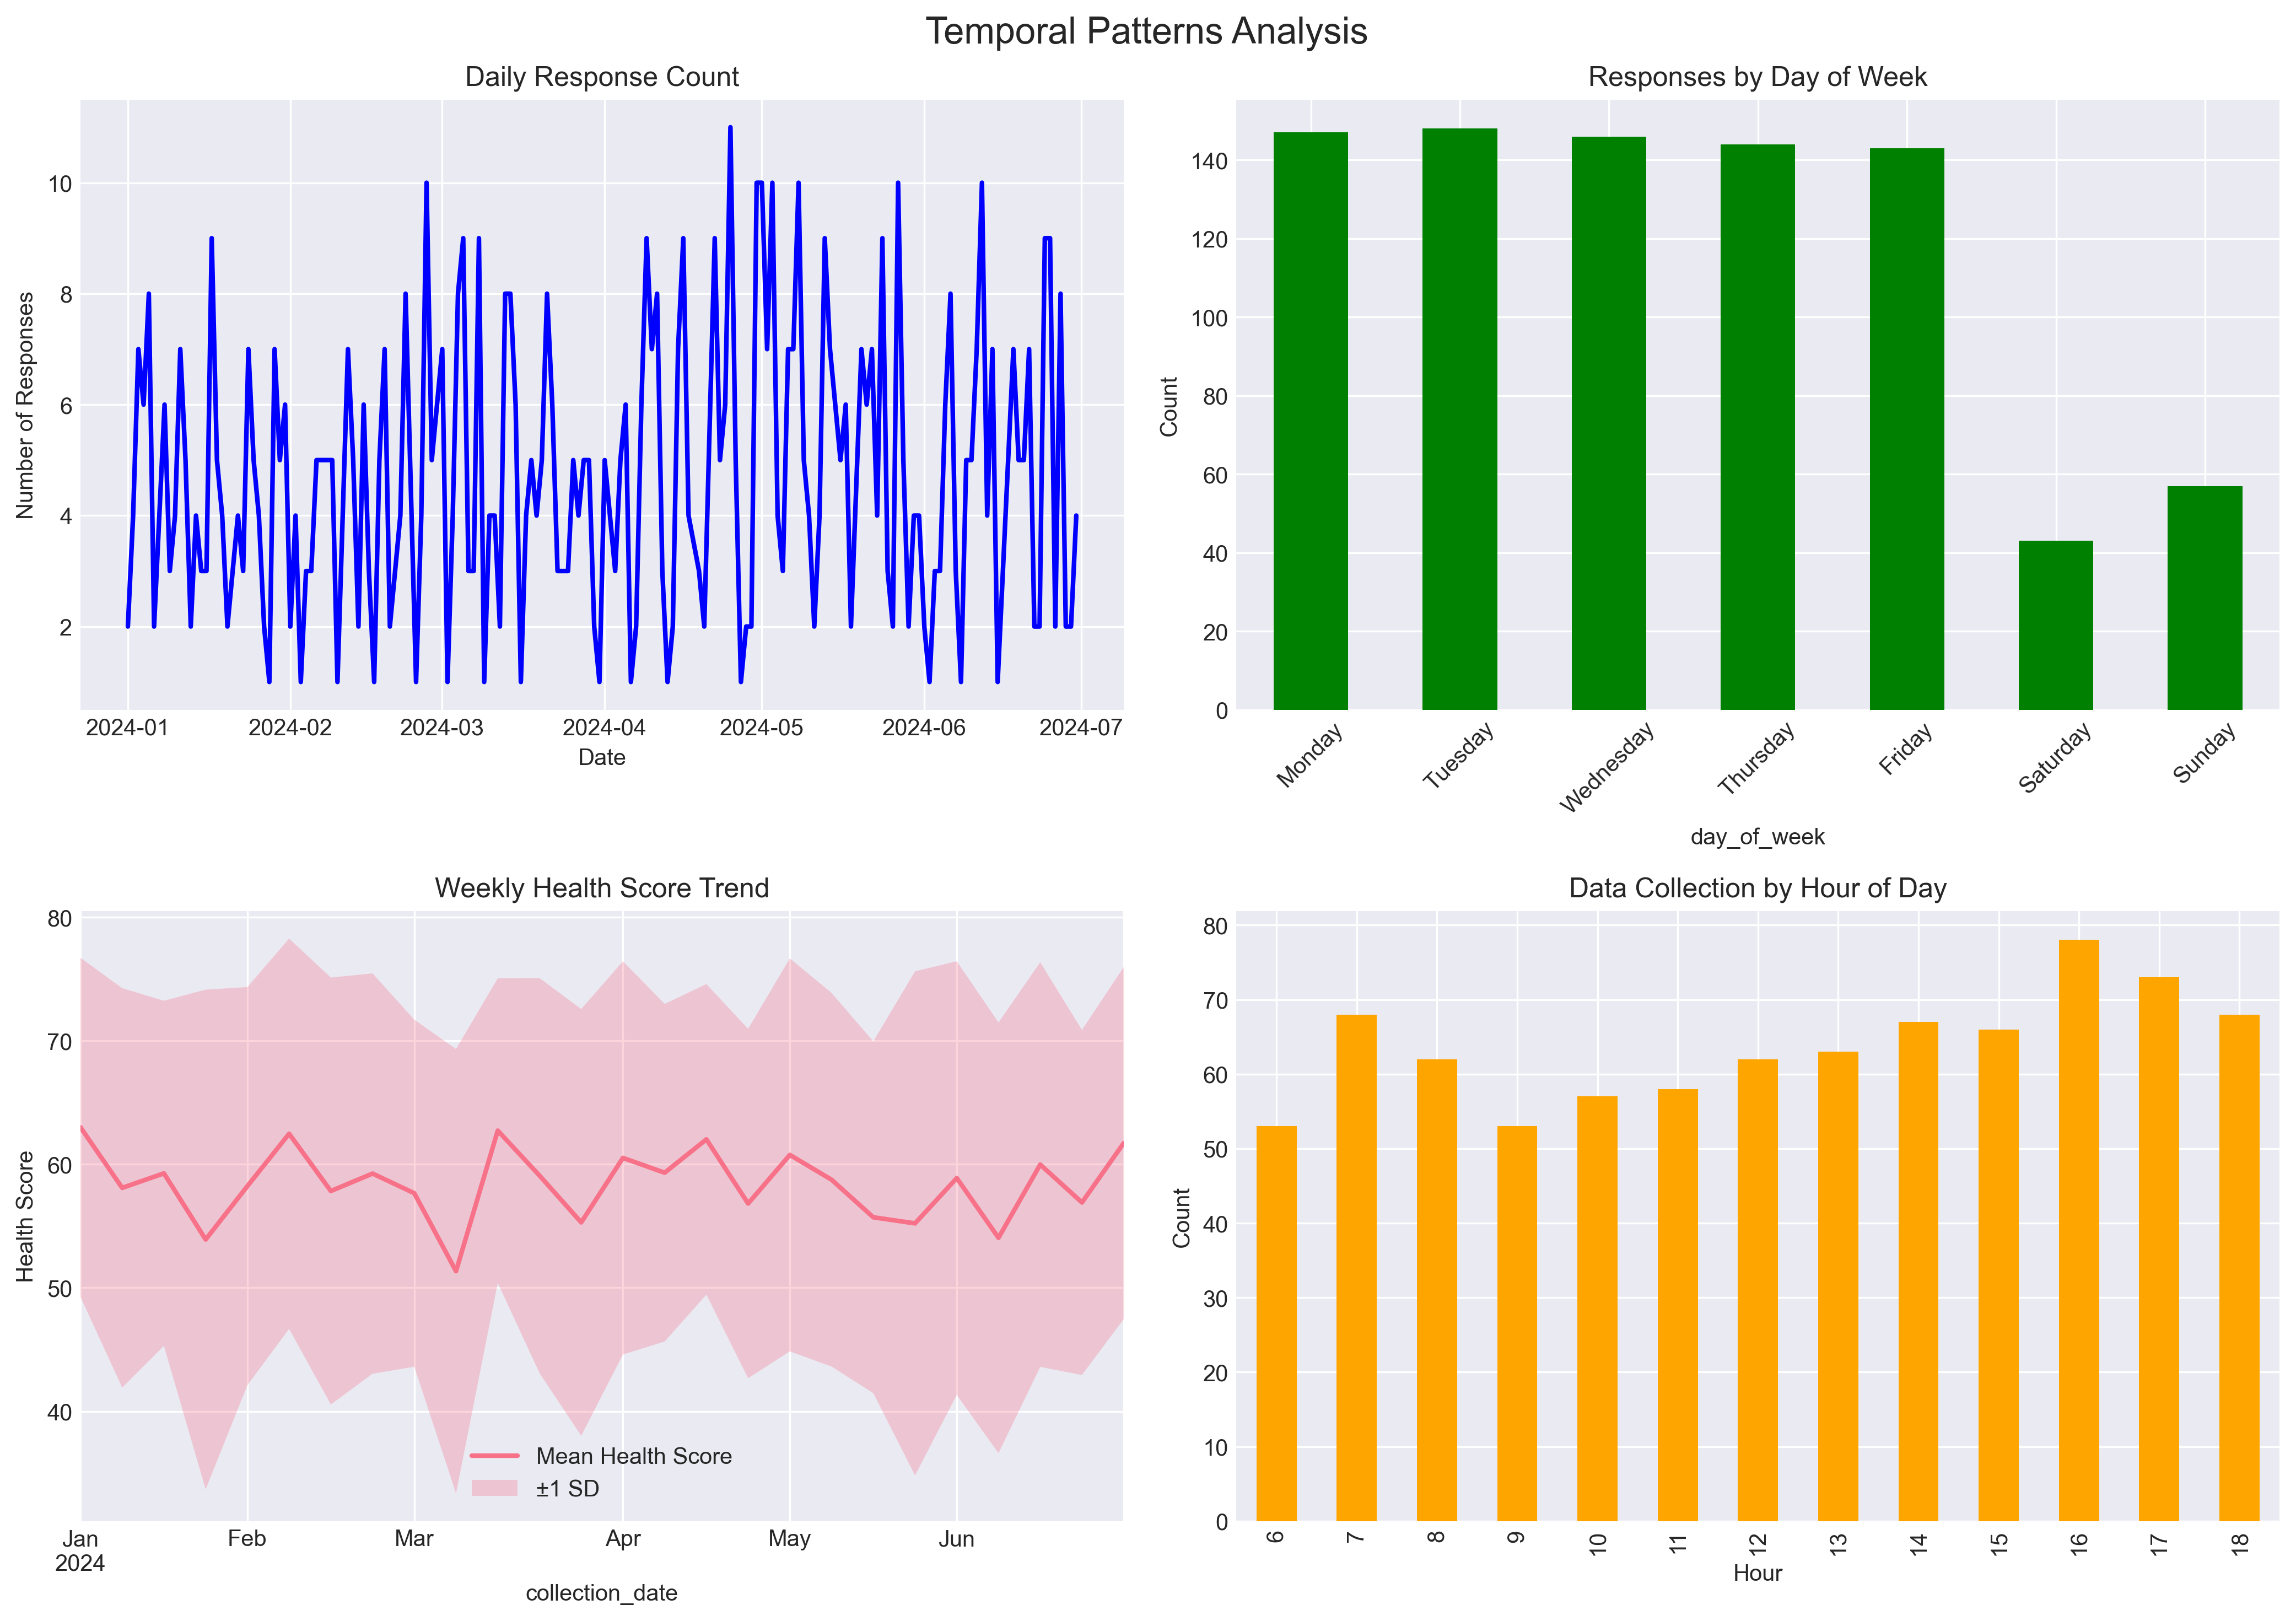 Temporal Patterns Analysis
Daily Response Count
Number of Responses
10
8
6
4
2
2024-01 2024-02 2024-03 2024-04 2024-05 2024-06 2024-07
Date
Responses by Day of Week
Count
140
120
100
80
60
40
20
0
Monday Tuesday Wednesday Thursday Friday Saturday Sunday
day_of_week
Weekly Health Score Trend
Health Score
80
70
60
50
40
Mean Health Score
±1 SD
Jan Feb Mar Apr May Jun
2024
collection_date
Data Collection by Hour of Day
Count
80
70
60
50
40
30
20
10
0
6 7 8 9 10 11 12 13 14 15 16 17 18
Hour